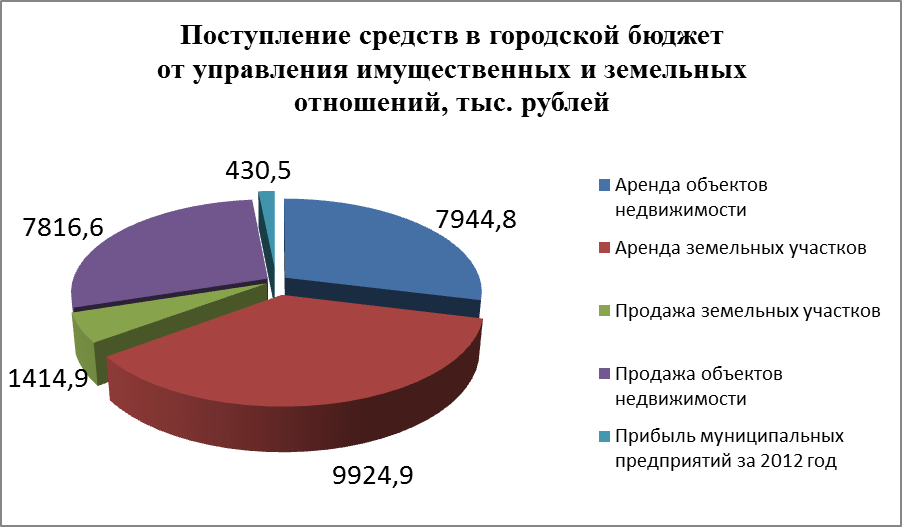 Поступление средств в городской бюджет
от управления имущественных и земельных
отношений, тыс. рублей
430,5
7944,8
7816,6
1414,9
9924,9
Аренда объектов
недвижимости
Аренда земельных участков
Продажа земельных участков
Продажа объектов
недвижимости
Прибыль муниципальных
предприятий за 2012 год